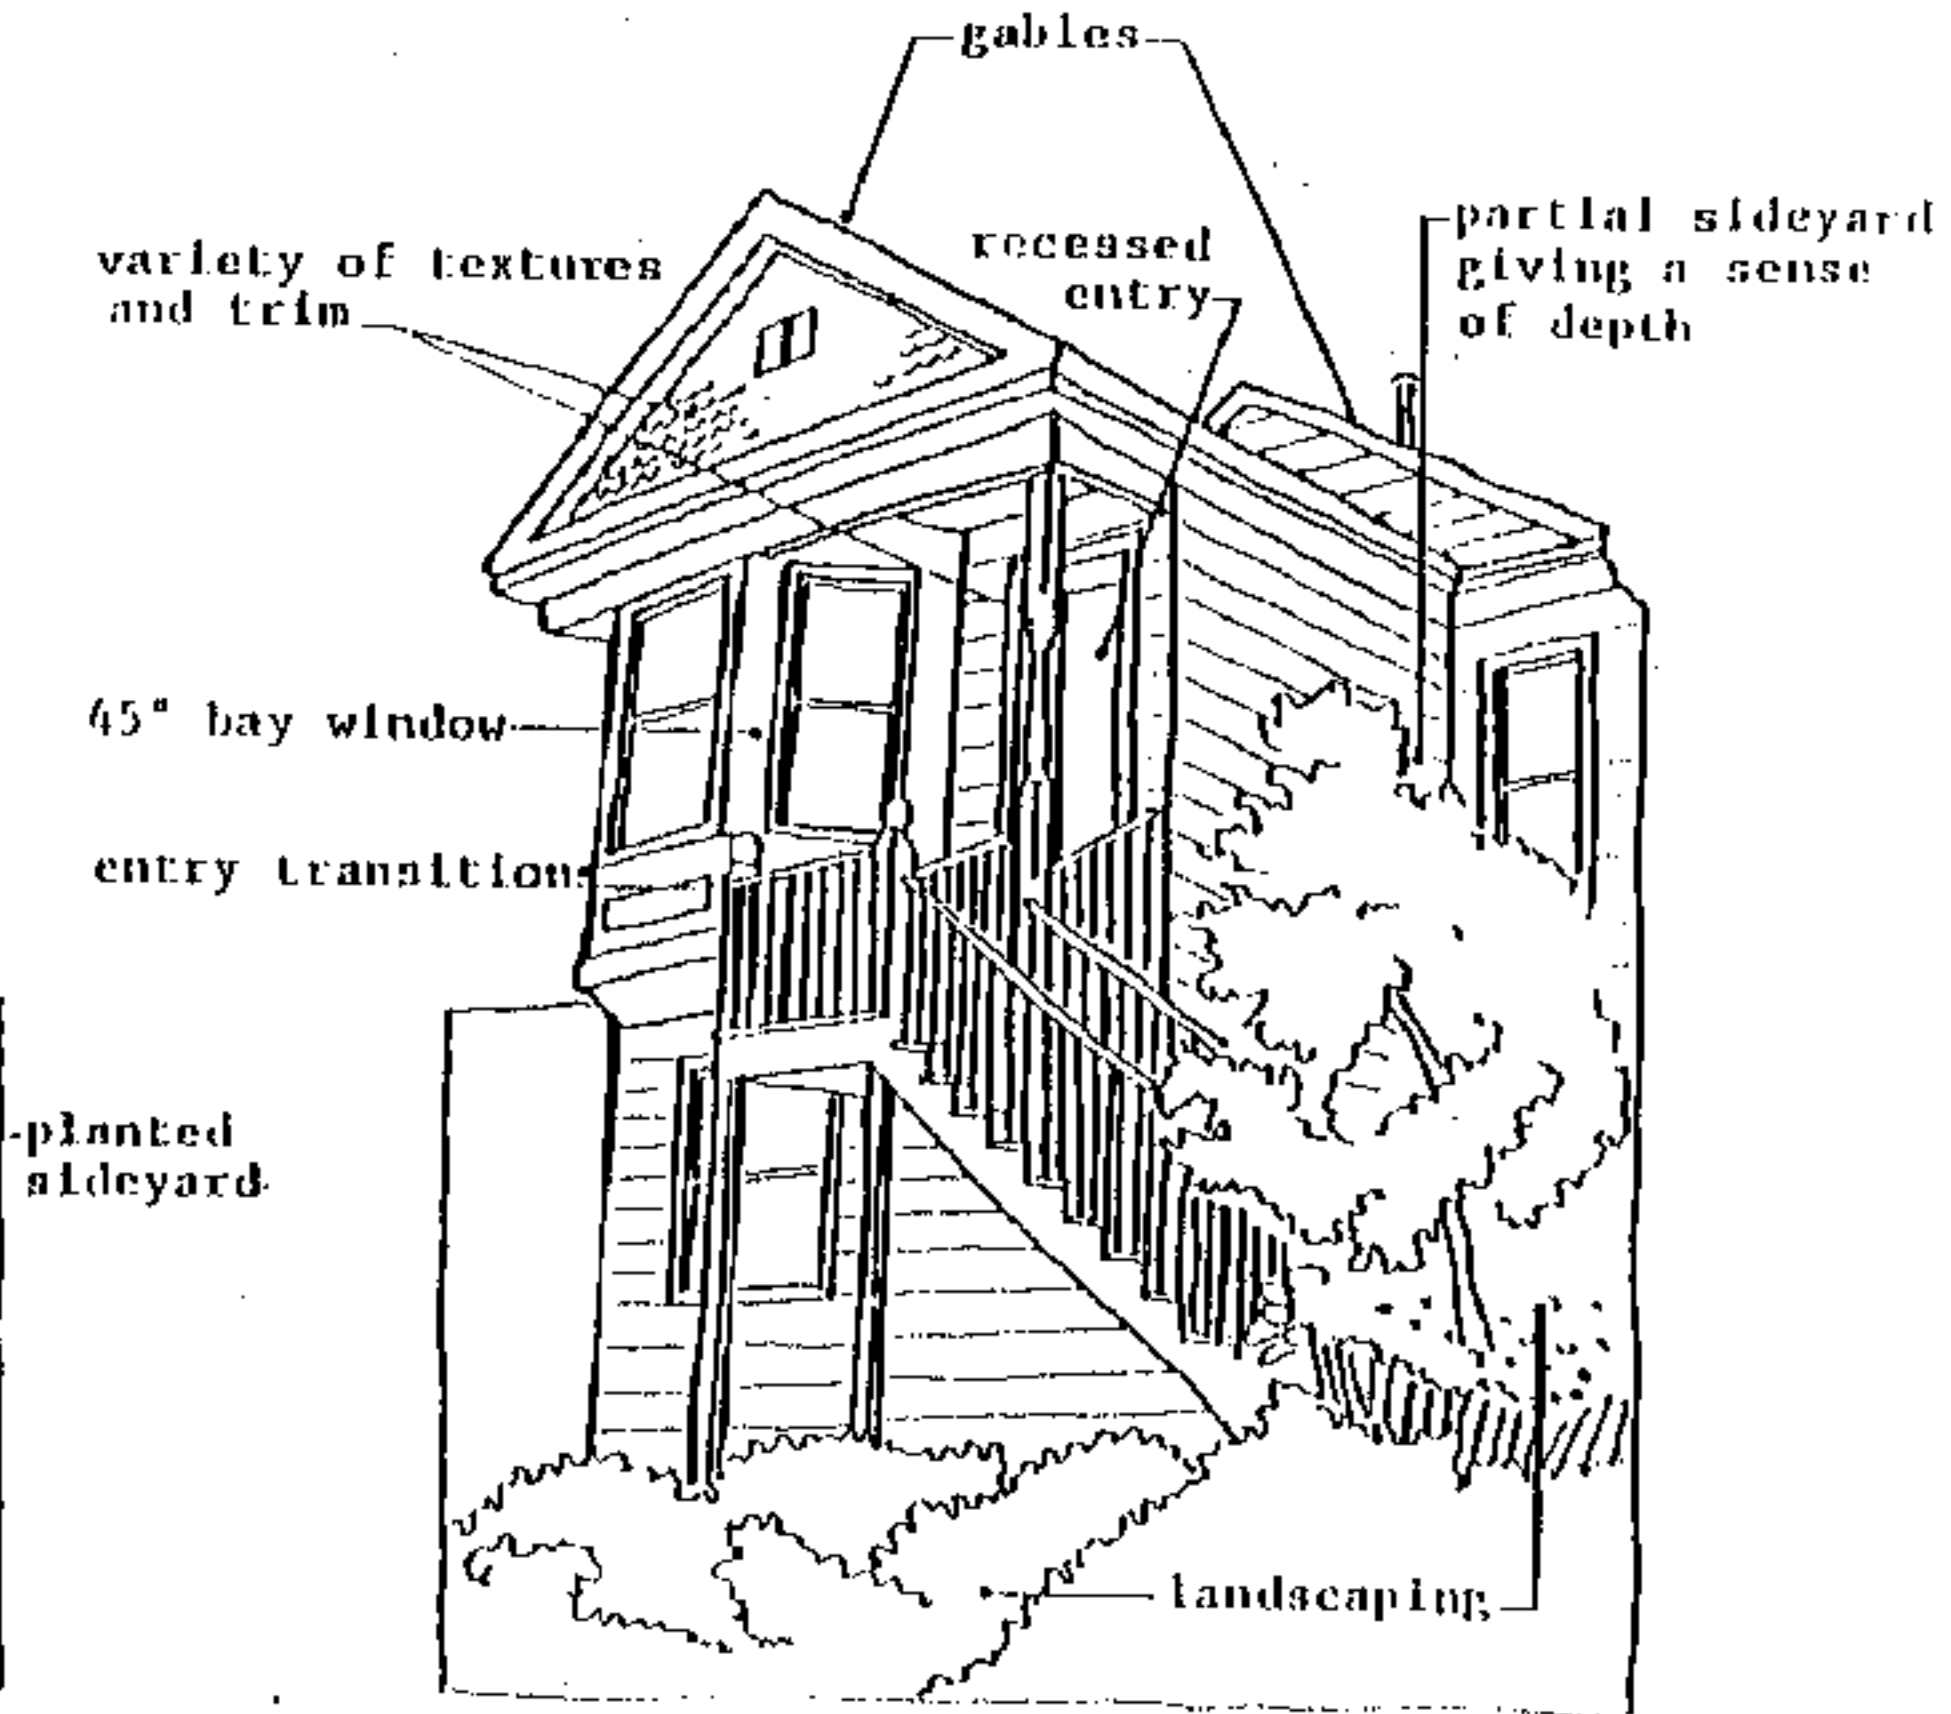 gables
partial sideyard
giving a sense
of depth
recessed
entry
variety of textures
and trim
45° bay window
entry transition
planted
sideyard
landscaping